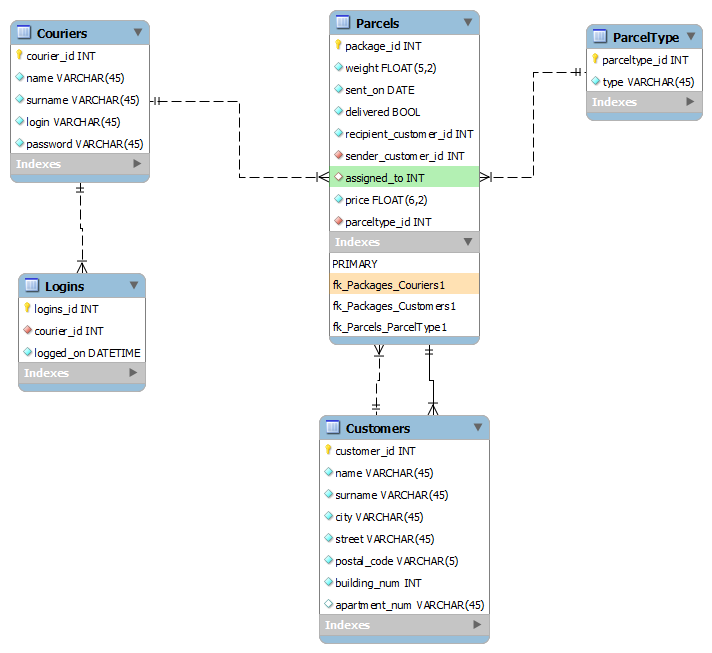 Couriers
courier_id INT
name VARCHAR(45)
surname VARCHAR(45)
login VARCHAR(45)
password VARCHAR(45)
Indexes
Parcels
package_id INT
weight FLOAT(5,2)
sent_on DATE
delivered BOOL
recipient_customer_id INT
sender_customer_id INT
assigned_to INT
price FLOAT(6,2)
parceltype_id INT
Indexes
PRIMARY
fk_Packages_Couriers1
fk_Packages_Customers1
fk_Parcels_ParcelType1
ParcelType
parceltype_id INT
type VARCHAR(45)
Indexes
Logins
logins_id INT
courier_id INT
logged_on DATETIME
Indexes
Customers
customer_id INT
name VARCHAR(45)
surname VARCHAR(45)
city VARCHAR(45)
street VARCHAR(45)
postal_code VARCHAR(5)
building_num INT
apartment_num VARCHAR(45)
Indexes